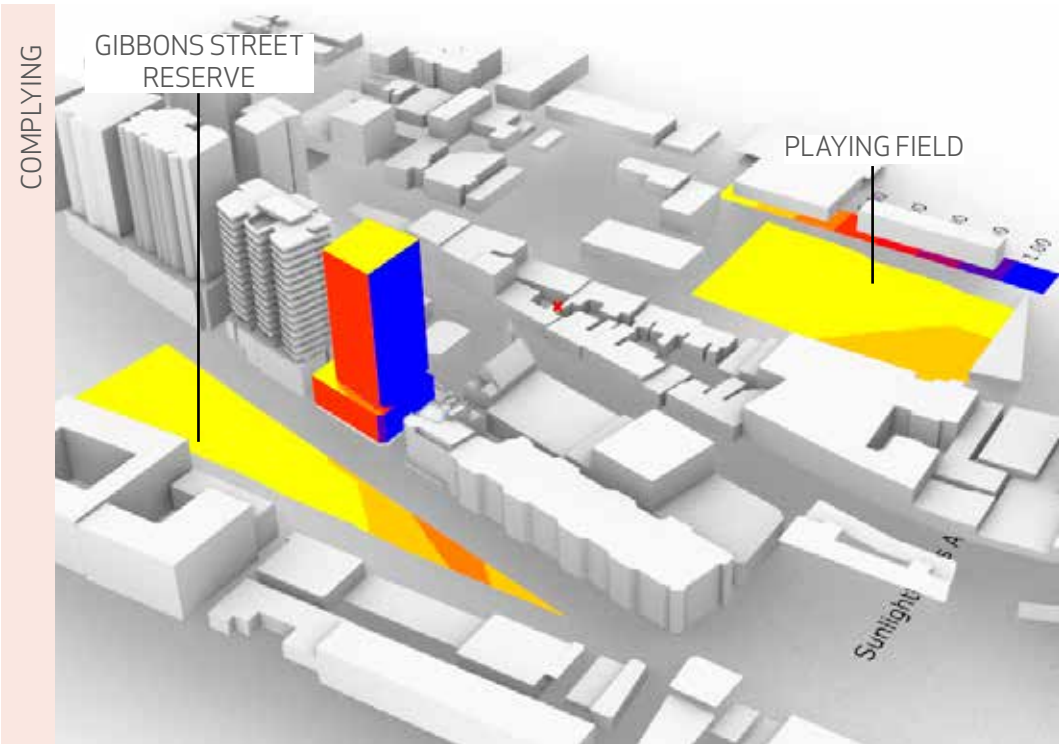 COMPLYING
GIBBONS STREET
RESERVE
PLAYING FIELD
Sunlight